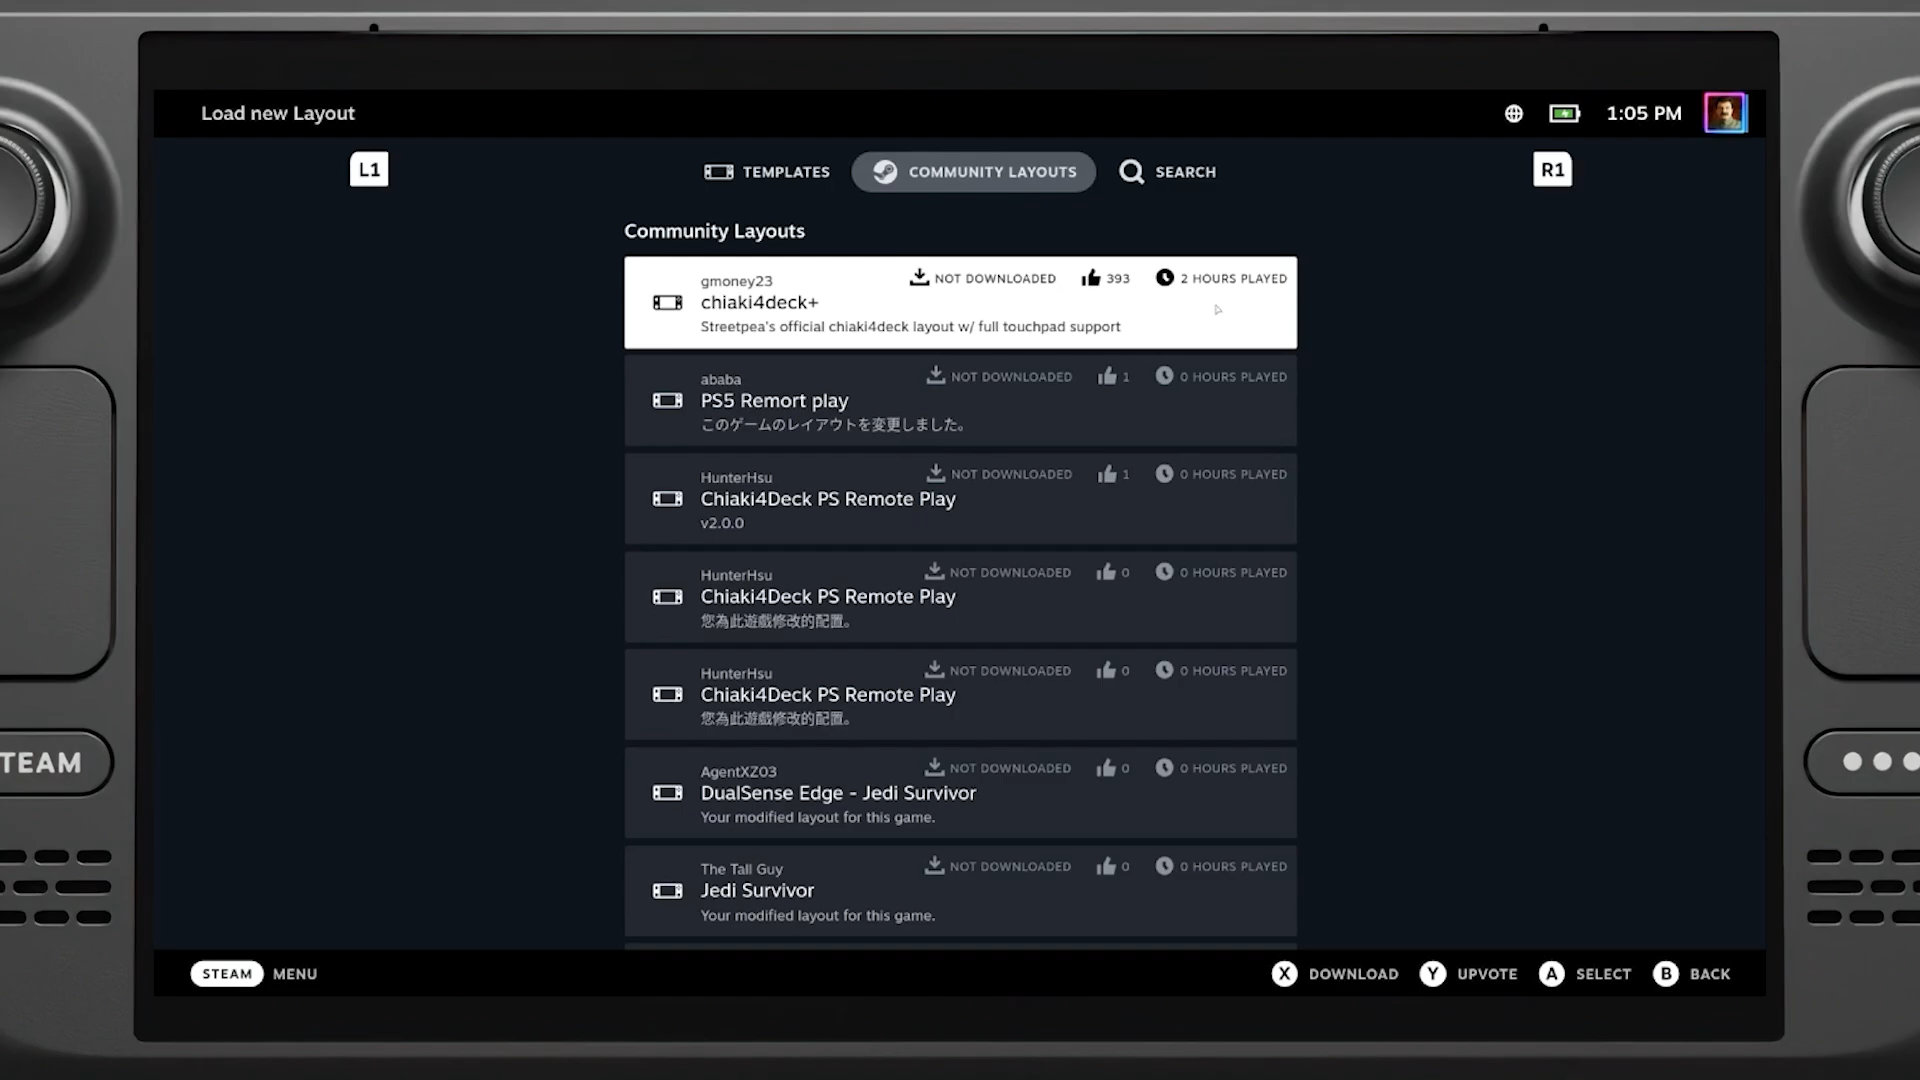 Load new Layout
1:05 PM
L1
TEMPLATES
COMMUNITY LAYOUTS
SEARCH
R1
Community Layouts
gmoney23
NOT DOWNLOADED
393
2 HOURS PLAYED
chiaki4deck+
Streetpea's official chiaki4deck layout w/ full touchpad support
ababa
NOT DOWNLOADED
1
0 HOURS PLAYED
PS5 Remort play
このゲームのレイアウトを変更しました。
HunterHsu
NOT DOWNLOADED
1
0 HOURS PLAYED
Chiaki4Deck PS Remote Play
v2.0.0
HunterHsu
NOT DOWNLOADED
0
0 HOURS PLAYED
Chiaki4Deck PS Remote Play
您為此遊戲修改的配置。
HunterHsu
NOT DOWNLOADED
0
0 HOURS PLAYED
Chiaki4Deck PS Remote Play
您為此遊戲修改的配置。
AgentXZ03
NOT DOWNLOADED
0
0 HOURS PLAYED
DualSense Edge - Jedi Survivor
Your modified layout for this game.
The Tall Guy
NOT DOWNLOADED
0
0 HOURS PLAYED
Jedi Survivor
Your modified layout for this game.
TEAM
STEAM MENU
X DOWNLOAD
Y UPVOTE
A SELECT
B BACK